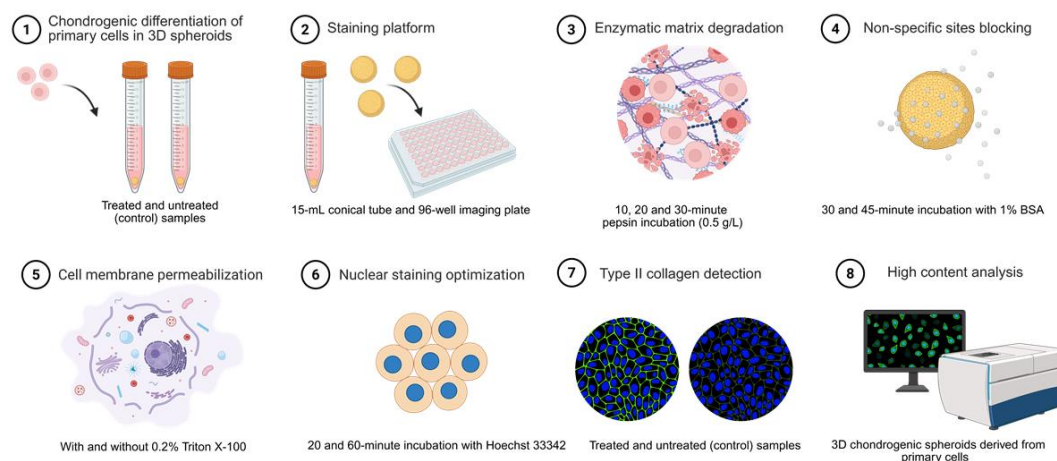 1
Chondrogenic differentiation of
primary cells in 3D spheroids
Treated and untreated
(control) samples
2
Staining platform
15-mL conical tube and 96-well imaging plate
3
Enzymatic matrix degradation
10, 20 and 30-minute
pepsin incubation (0.5 g/L)
4
Non-specific sites blocking
30 and 45-minute incubation with 1% BSA
5
Cell membrane permeabilization
With and without 0.2% Triton X-100
6
Nuclear staining optimization
20 and 60-minute incubation with Hoechst 33342
7
Type II collagen detection
Treated and untreated (control) samples
8
High content analysis
3D chondrogenic spheroids derived from
primary cells